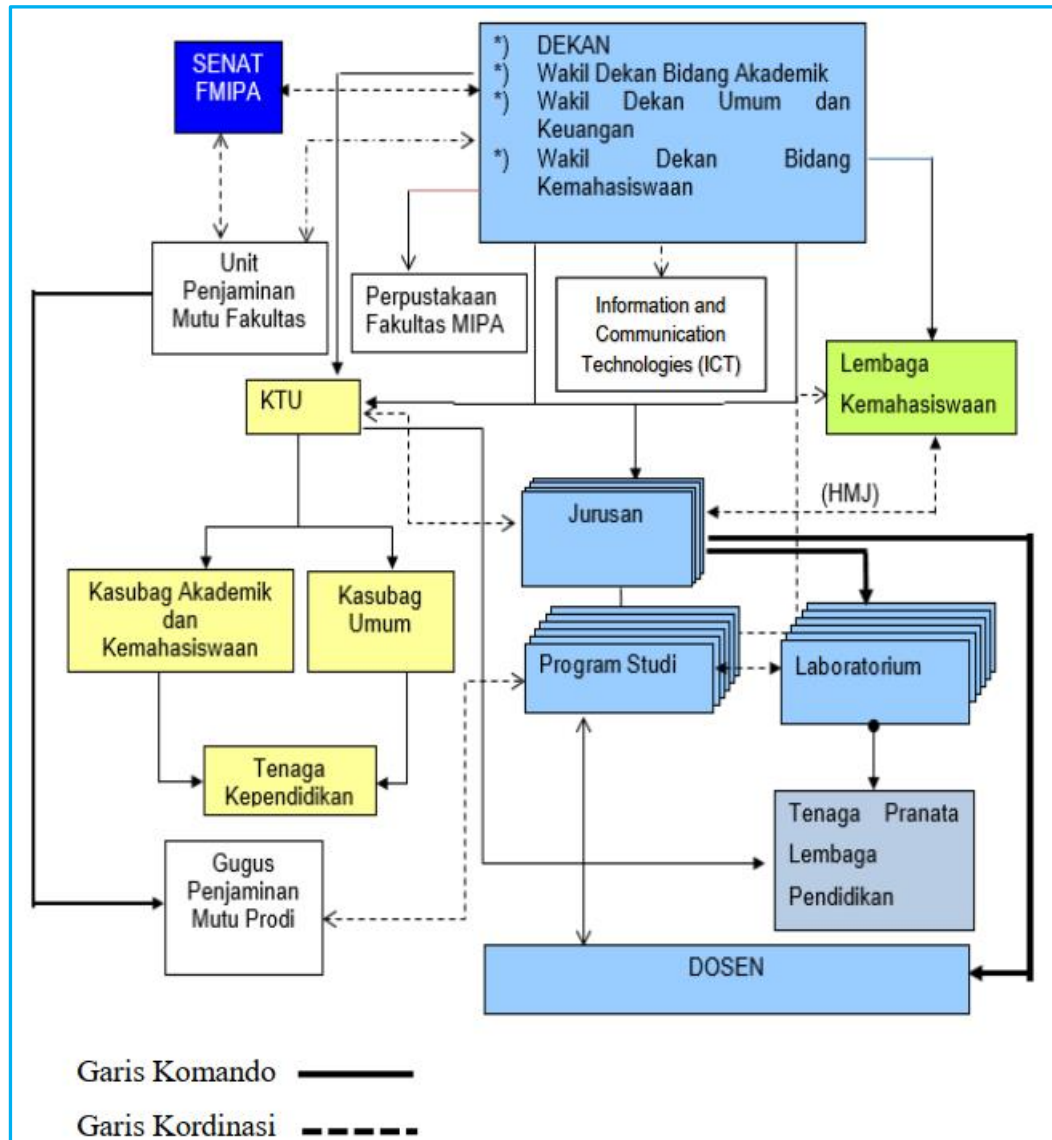 SENAT
FMIPA
*) DEKAN
*) Wakil Dekan Bidang Akademik
*) Wakil Dekan Umum dan
Keuangan
*) Wakil Dekan Bidang
Kemahasiswaan
Unit
Penjaminan
Mutu Fakultas
Perpustakaan
Fakultas MIPA
Information and
Communication
Technologies (ICT)
Lembaga
Kemahasiswaan
KTU
(HMJ)
Jurusan
Kasubag Akademik
dan
Kemahasiswaan
Kasubag
Umum
Program Studi
Laboratorium
Tenaga
Kependidikan
Tenaga Pranata
Lembaga
Pendidikan
Gugus
Penjaminan
Mutu Prodi
DOSEN
Garis Komando
Garis Kordinasi